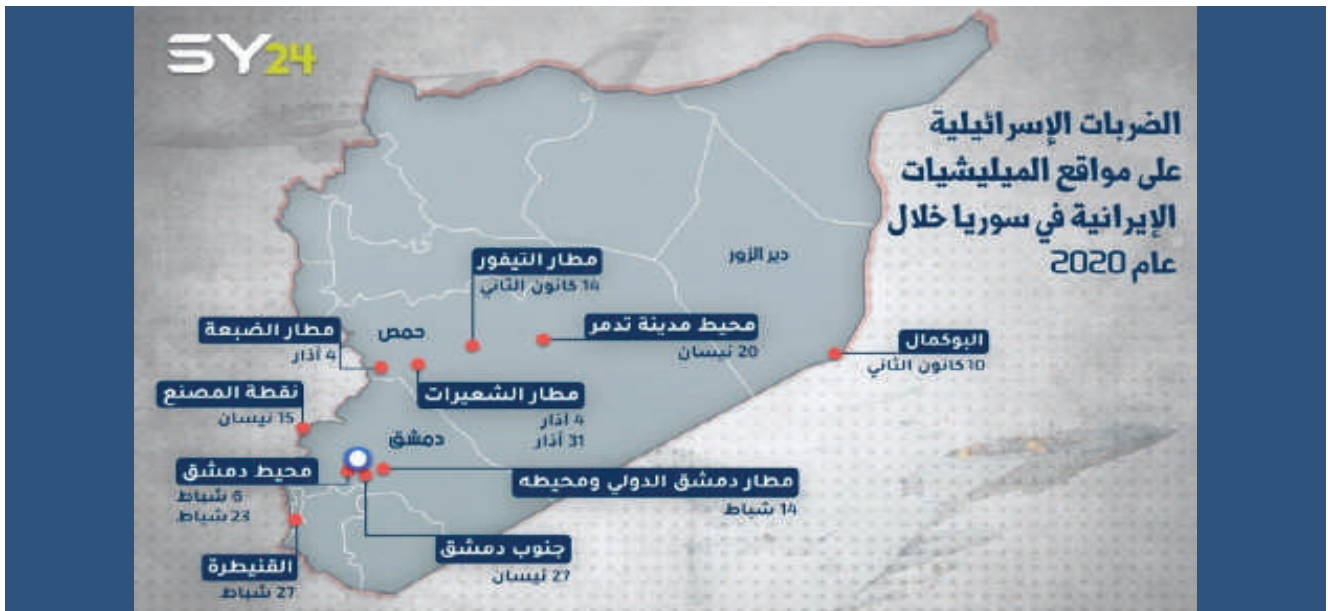 SY24
الضربات الإسرائيلية
على مواقع الميليشيات
الإيرانية في سوريا خلال
عام 2020
دير الزور
مطار التيفور
14 كانون الثاني
محيط مدينة تدمر
20 نيسان
البوكمال
10 كانون الثاني
حمص
مطار الضبعة
4 آذار
مطار الشعيرات
4 آذار
31 آذار
نقطة المصنع
15 نيسان
دمشق
محيط دمشق
6 شباط
23 شباط
مطار دمشق الدولي ومحيطه
14 شباط
جنوب دمشق
27 نيسان
القنيطرة
27 شباط